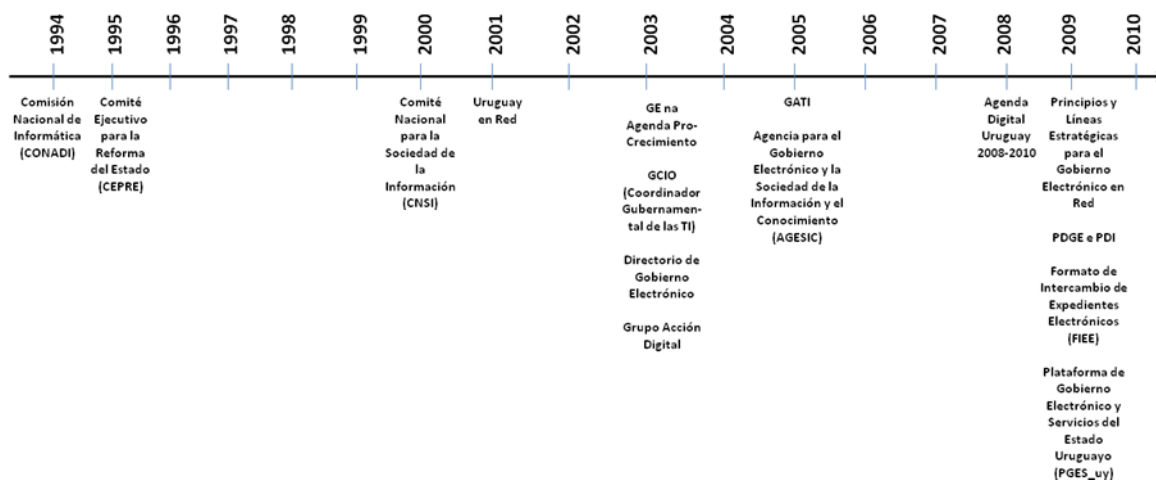 1994
1995
1996
1997
1998
1999
2000
2001
2002
2003
2004
2005
2006
2007
2008
2009
2010
Comisión
Nacional de
Informática
(CONADI)
Comité
Ejecutivo
para la
Reforma
del Estado
(CEPRE)
Comité
Nacional
para la
Sociedad de
la
Información
(CNSI)
Uruguay
en Red
GE na
Agenda Pro-
Crecimiento
GCIO
(Coordinador
Gubernamen-
tal de las TI)
Directorio de
Gobierno
Electrónico
Grupo Acción
Digital
GATI
Agencia para el
Gobierno
Electrónico y la
Sociedad de la
Información y el
Conocimiento
(AGESIC)
Agenda
Digital
Uruguay
2008-2010
Principios y
Líneas
Estratégicas
para el
Gobierno
Electrónico en
Red
PDGE e PDI
Formato de
Intercambio de
Expedientes
Electrónicos
(FIEE)
Plataforma de
Gobierno
Electrónico y
Servicios del
Estado
Uruguayo
(PGES_uy)